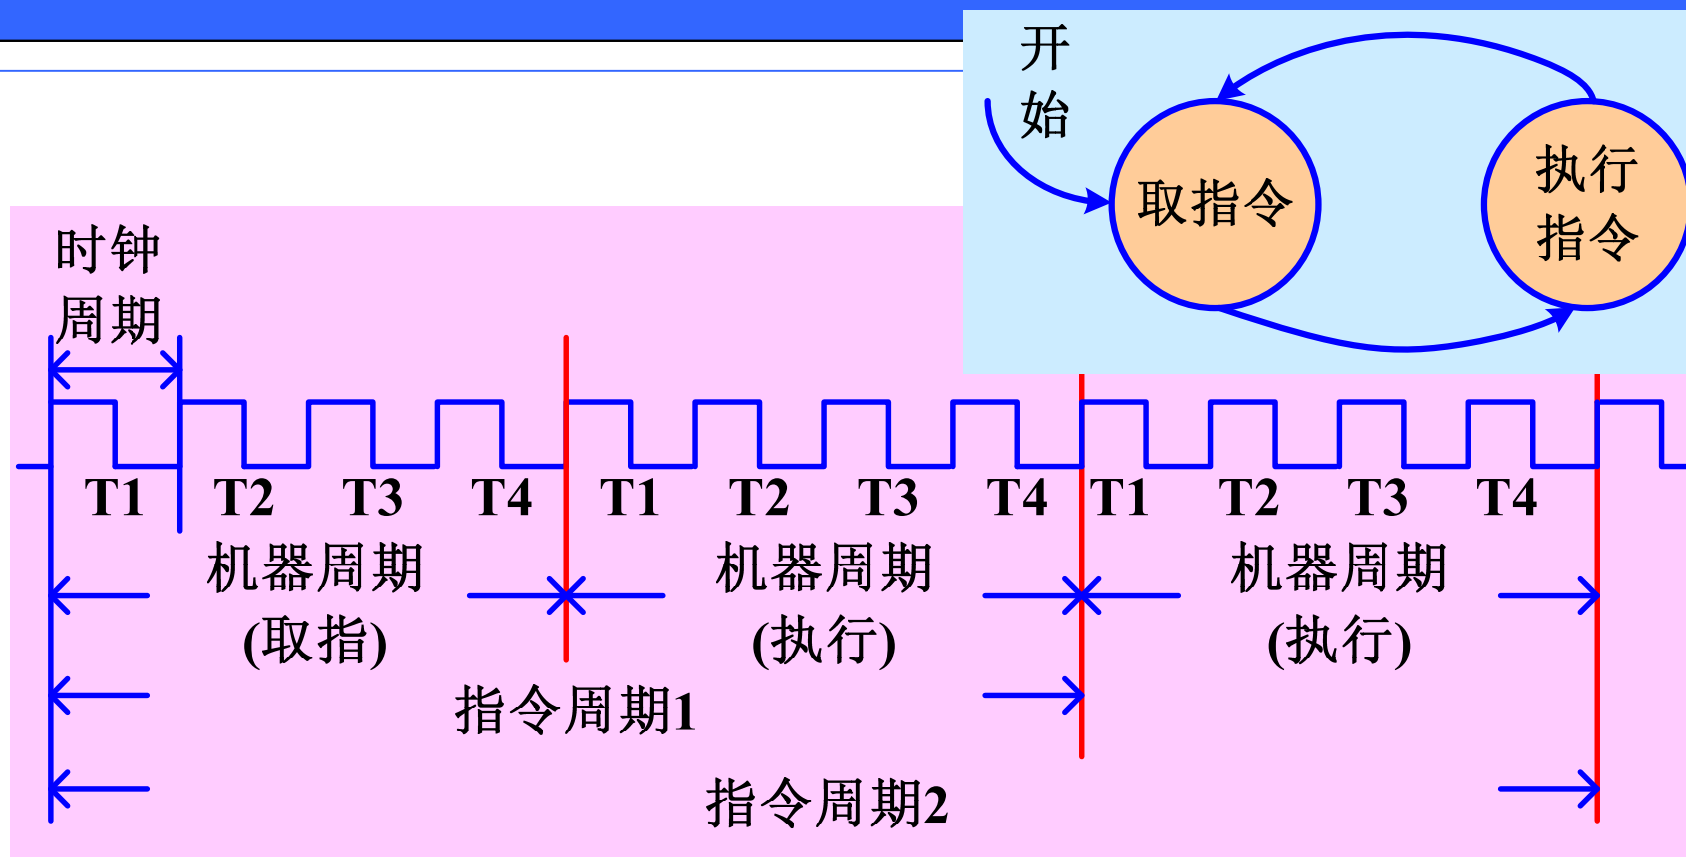 开
始
取指令
执行
指令
时钟
周期
T1 T2 T3 T4 T1 T2 T3 T4 T1 T2 T3 T4
机器周期 机器周期 机器周期
(取指) (执行) (执行)
指令周期1
指令周期2